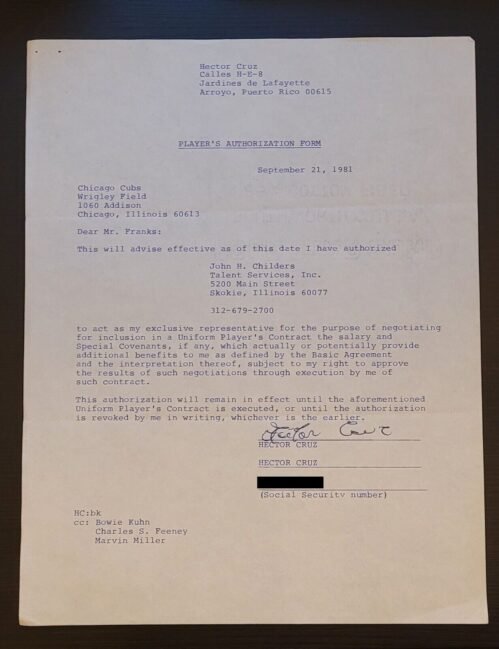 Hector Cruz
Calles H-E-8
Jardines de Lafayette
Arroyo, Puerto Rico 00615
PLAYER'S AUTHORIZATION FORM
September 21, 1981
Chicago Cubs
Wrigley Field
1060 Addison
Chicago, Illinois 60613
Dear Mr. Franks:
This will advise effective as of this date I have authorized
John H. Childers
Talent Services, Inc.
5200 Main Street
Skokie, Illinois 60077
312-679-2700
to act as my exclusive representative for the purpose of negotiating
for inclusion in a Uniform Player's Contract the salary and
Special Covenants, if any, which actually or potentially provide
additional benefits to me as defined by the Basic Agreement
and the interpretation thereof, subject to my right to approve
the results of such negotiations through execution by me of
such contract.
This authorization will remain in effect until the aforementioned
Uniform Player's Contract is executed, or until the authorization
is revoked by me in writing, whichever is the earlier.
Hector Cruz
HECTOR CRUZ
HECTOR CRUZ
(Social Security number)
HC:bk
cc: Bowie Kuhn
Charles S. Feeney
Marvin Miller